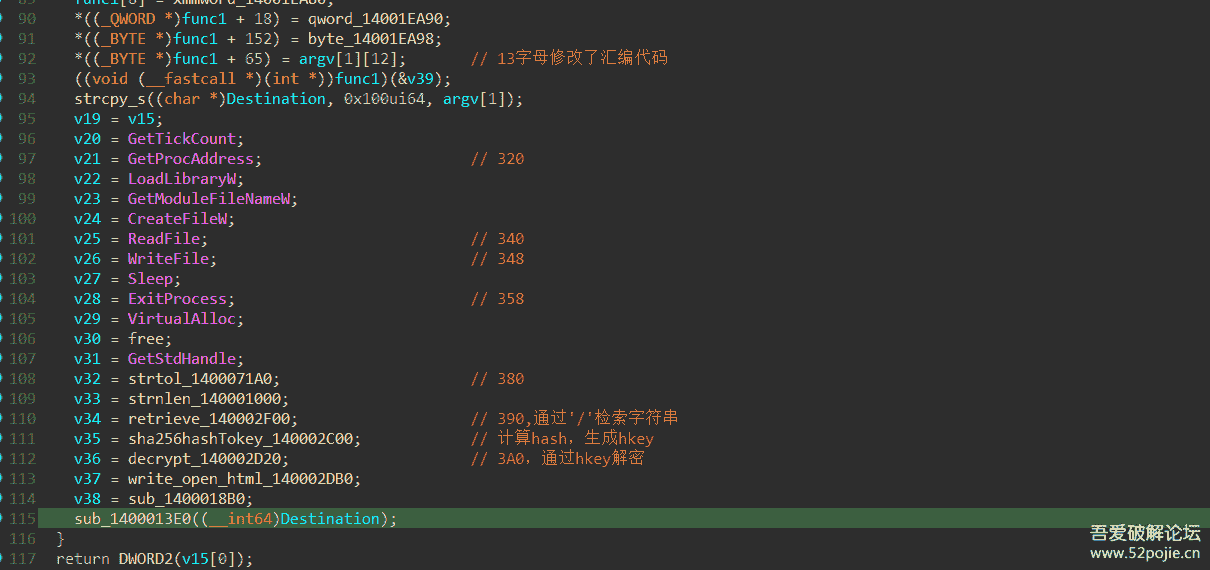 89 func1[8] = xmmword_14001EA80;
90 *((_QWORD *)func1 + 18) = qword_14001EA90;
91 *((_BYTE *)func1 + 152) = byte_14001EA98;
92 *((_BYTE *)func1 + 65) = argv[1][12]; // 13字母修改了汇编代码
93 ((void (__fastcall *)(int *))func1)(&v39);
94 strcpy_s((char *)Destination, 0x100ui64, argv[1]);
95 v19 = v15;
96 v20 = GetTickCount;
97 v21 = GetProcAddress; // 320
98 v22 = LoadLibraryW;
99 v23 = GetModuleFileNameW;
100 v24 = CreateFileW;
101 v25 = ReadFile; // 340
102 v26 = WriteFile; // 348
103 v27 = Sleep;
104 v28 = ExitProcess; // 358
105 v29 = VirtualAlloc;
106 v30 = free;
107 v31 = GetStdHandle;
108 v32 = strtol_1400071A0; // 380
109 v33 = strnlen_140001000;
110 v34 = retrieve_140002F00; // 390,通过'/'检索字符串
111 v35 = sha256hashTokey_140002C00; // 计算hash，生成hkey
112 v36 = decrypt_140002D20; // 3A0，通过hkey解密
113 v37 = write_open_html_140002DB0;
114 v38 = sub_1400018B0;
115 sub_1400013E0((__int64)Destination);
116 }
117 return DWORD2(v15[0]);
吾爱破解论坛
www.52pojie.cn